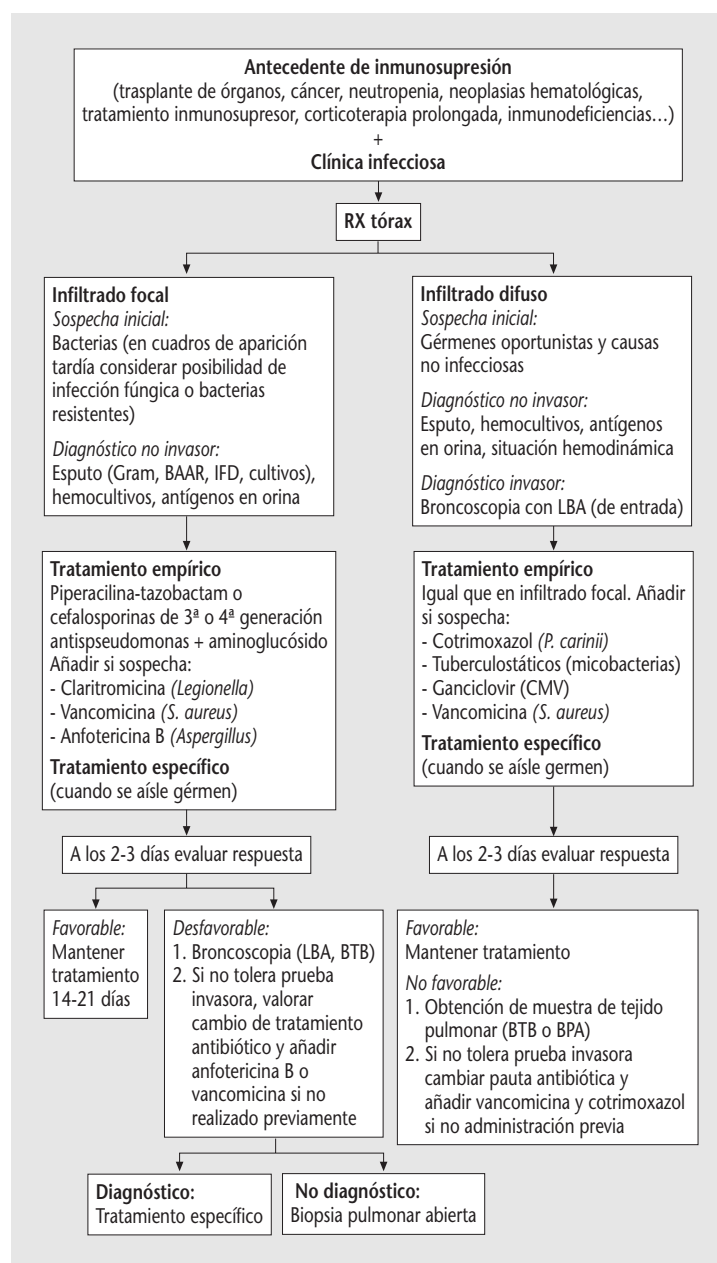 Antecedente de inmunosupresión
(trasplante de órganos, cáncer, neutropenia, neoplasias hematológicas,
tratamiento inmunosupresor, corticoterapia prolongada, inmunodeficiencias...)
+
Clínica infecciosa
RX tórax
Infiltrado focal
Sospecha inicial:
Bacterias (en cuadros de aparición
tardía considerar posibilidad de
infección fúngica o bacterias
resistentes)
Diagnóstico no invasor:
Esputo (Gram, BAAR, IFD, cultivos),
hemocultivos, antígenos en orina
Infiltrado difuso
Sospecha inicial:
Gérmenes oportunistas y causas
no infecciosas
Diagnóstico no invasor:
Esputo, hemocultivos, antígenos
en orina, situación hemodinámica
Diagnóstico invasor:
Broncoscopia con LBA (de entrada)
Tratamiento empírico
Piperacilina-tazobactam o
cefalosporinas de 3ª o 4ª generación
antispseudomonas + aminoglucósido
Añadir si sospecha:
- Claritromicina (Legionella)
- Vancomicina (S. aureus)
- Anfotericina B (Aspergillus)
Tratamiento específico
(cuando se aísle gérmen)
Tratamiento empírico
Igual que en infiltrado focal. Añadir
si sospecha:
- Cotrimoxazol (P. carinii)
- Tuberculostáticos (micobacterias)
- Ganciclovir (CMV)
- Vancomicina (S. aureus)
Tratamiento específico
(cuando se aísle germen)
A los 2-3 días evaluar respuesta
A los 2-3 días evaluar respuesta
Favorable:
Mantener
tratamiento
14-21 días
Desfavorable:
1. Broncoscopia (LBA, BTB)
2. Si no tolera prueba
invasora, valorar
cambio de tratamiento
antibiótico y añadir
anfotericina B o
vancomicina si no
realizado previamente
Favorable:
Mantener tratamiento
No favorable:
1. Obtención de muestra de tejido
pulmonar (BTB o BPA)
2. Si no tolera prueba invasora
cambiar pauta antibiótica y
añadir vancomicina y cotrimoxazol
si no administración previa
Diagnóstico:
Tratamiento específico
No diagnóstico:
Biopsia pulmonar abierta